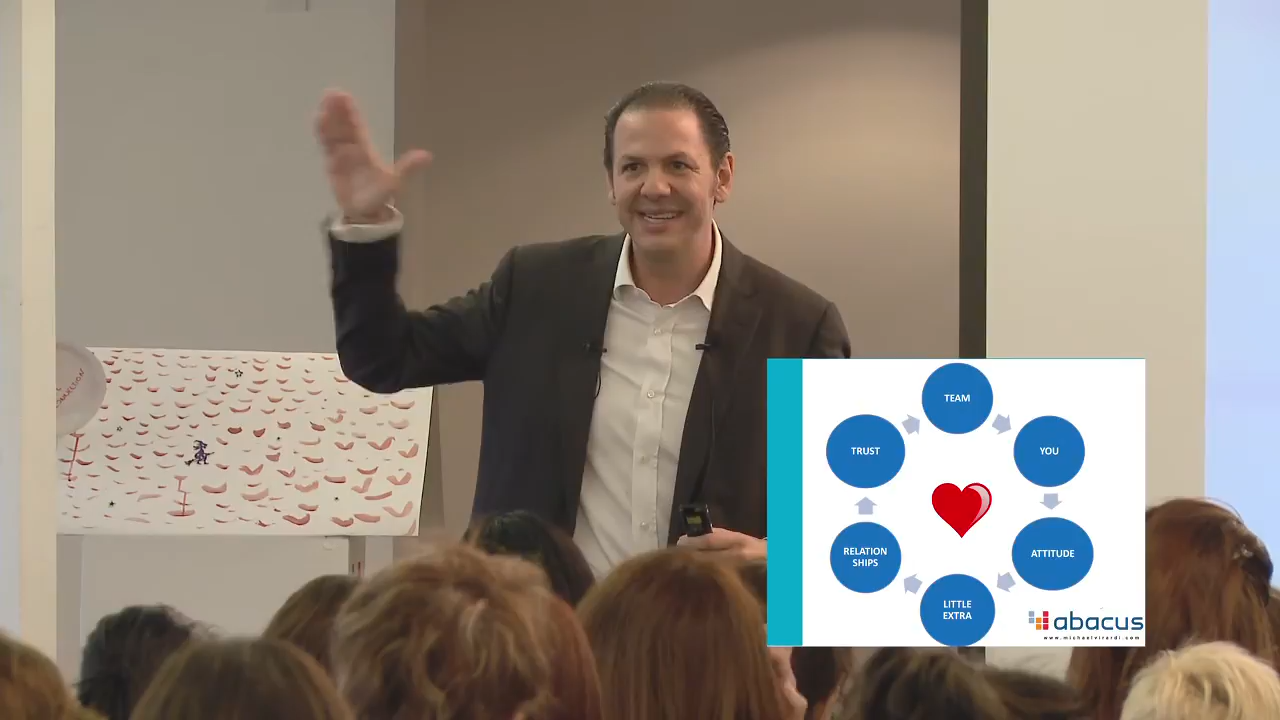 TEAM
YOU
ATTITUDE
LITTLE
EXTRA
RELATION
SHIPS
TRUST
abacus
www.michaelvirardi.com